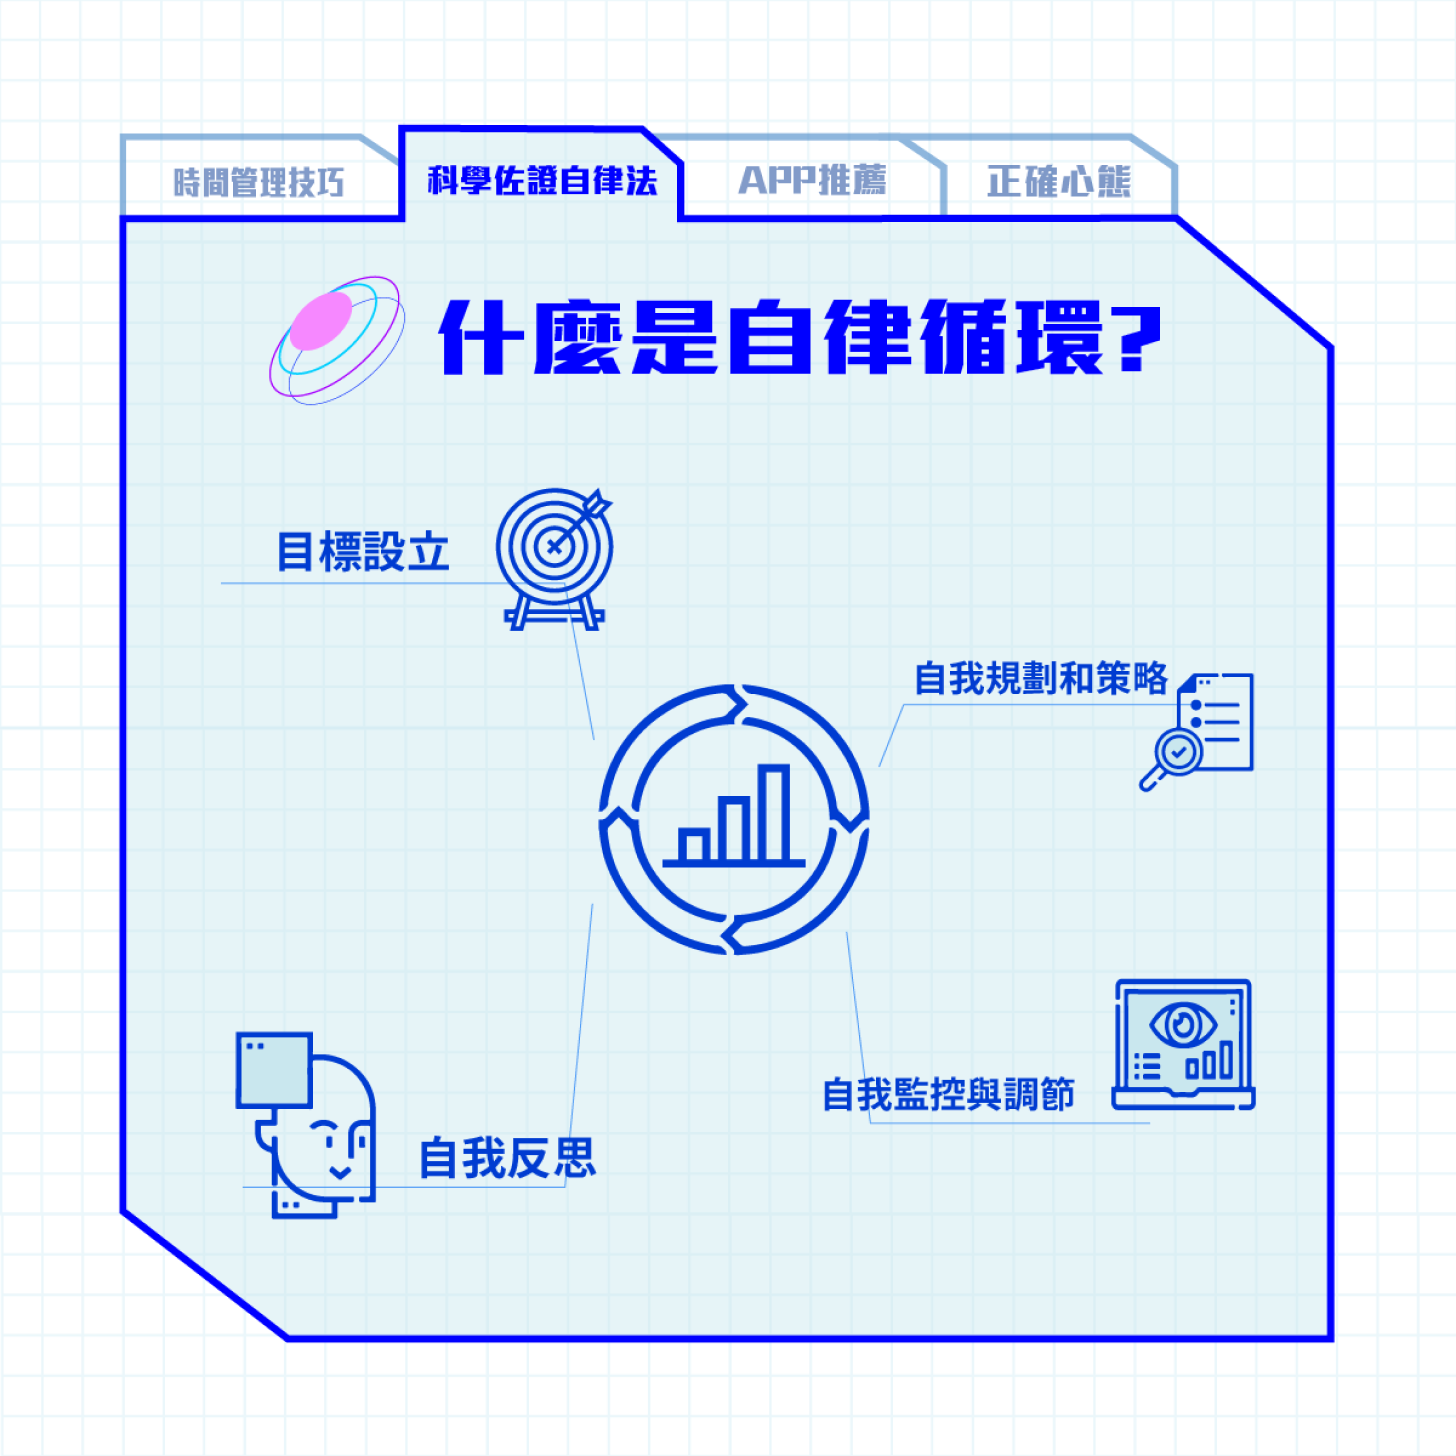 時間管理技巧
科學佐證自律法
APP推薦
正確心態
什麼是自律循環?
目標設立
自我規劃和策略
自我監控與調節
自我反思